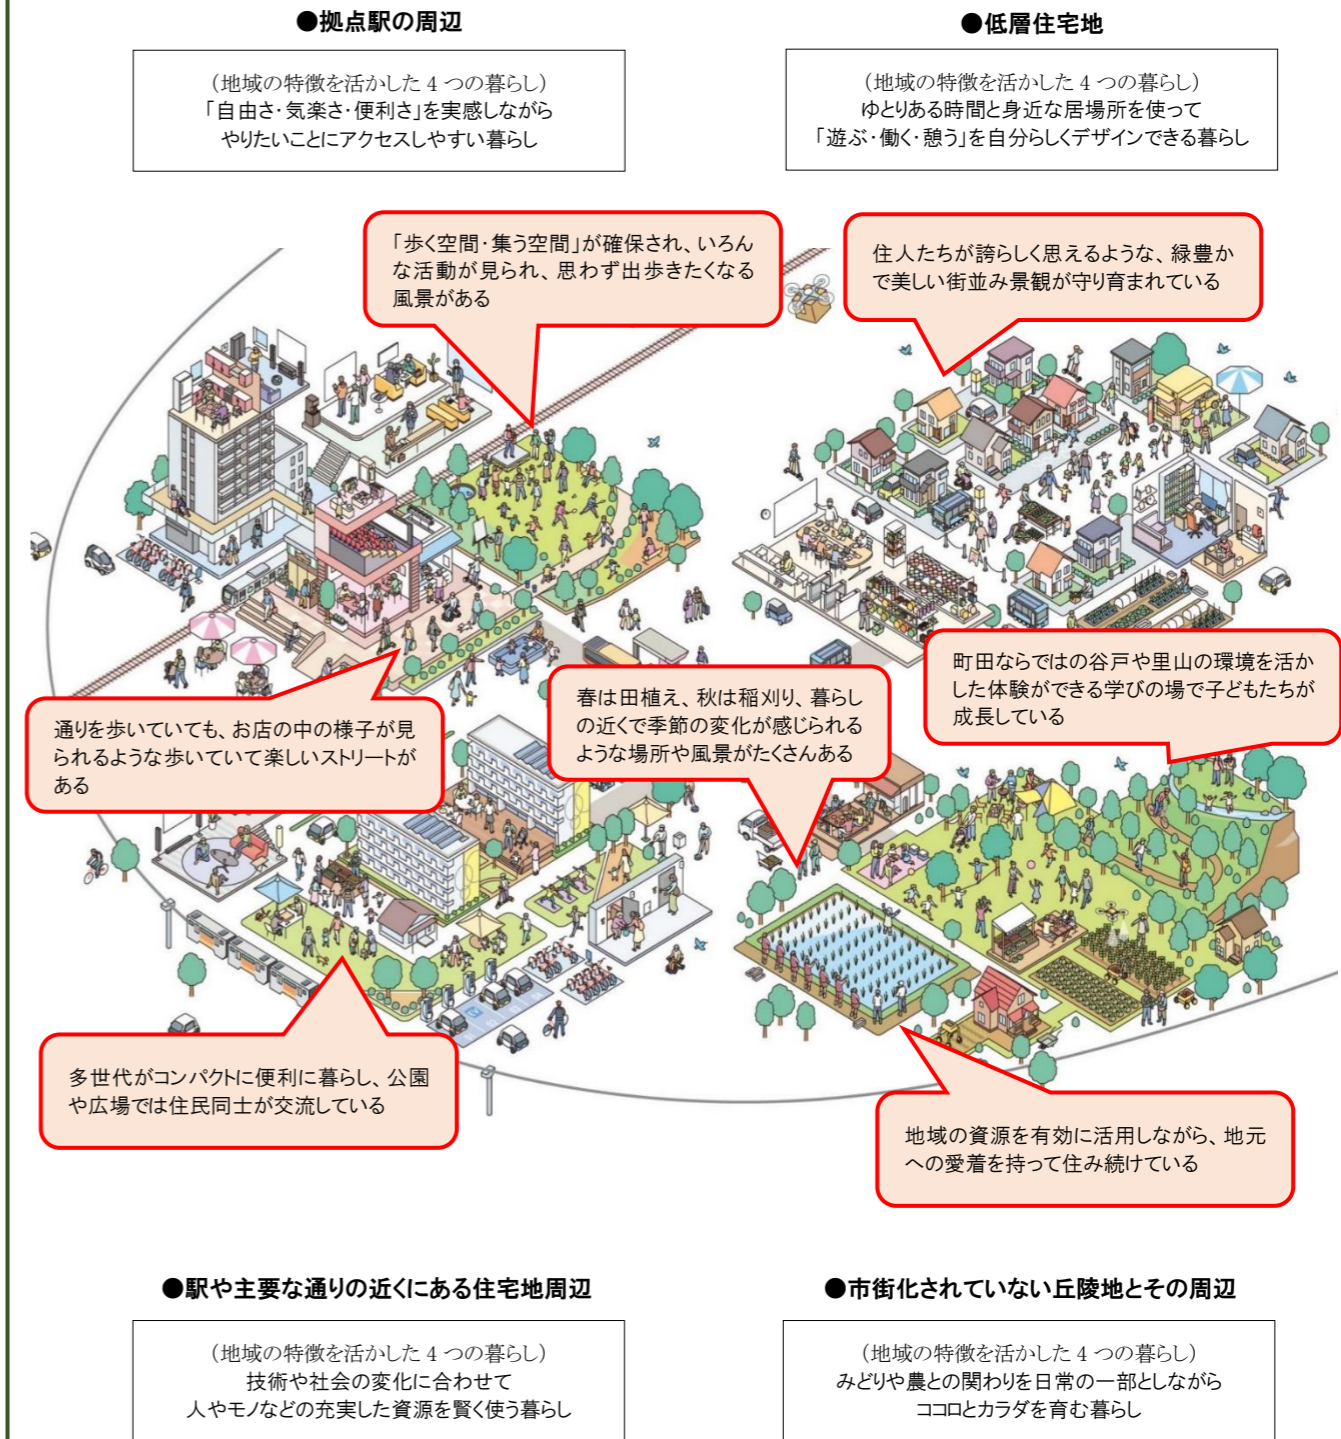 ●拠点駅の周辺
（地域の特徴を活かした 4 つの暮らし）
「自由さ・気楽さ・便利さ」を実感しながら
やりたいことにアクセスしやすい暮らし
●低層住宅地
（地域の特徴を活かした 4 つの暮らし）
ゆとりある時間と身近な居場所を使って
「遊ぶ・働く・憩う」を自分らしくデザインできる暮らし
「歩く空間・集う空間」が確保され、いろん
な活動が見られ、思わず出歩きたくなる
風景がある
住人たちが誇らしく思えるような、緑豊か
で美しい街並み景観が守り育まれている
通りを歩いていても、お店の中の様子が見
られるような歩いていて楽しいストリートが
ある
春は田植え、秋は稲刈り、暮らし
の近くで季節の変化が感じられる
ような場所や風景がたくさんある
町田ならではの谷戸や里山の環境を活か
した体験ができる学びの場で子どもたちが
成長している
多世代がコンパクトに便利に暮らし、公園
や広場では住民同士が交流している
地域の資源を有効に活用しながら、地元
への愛着を持って住み続けている
●駅や主要な通りの近くにある住宅地周辺
（地域の特徴を活かした 4 つの暮らし）
技術や社会の変化に合わせて
人やモノなどの充実した資源を賢く使う暮らし
●市街化されていない丘陵地とその周辺
（地域の特徴を活かした 4 つの暮らし）
みどりや農との関わりを日常の一部としながら
ココロとカラダを育む暮らし